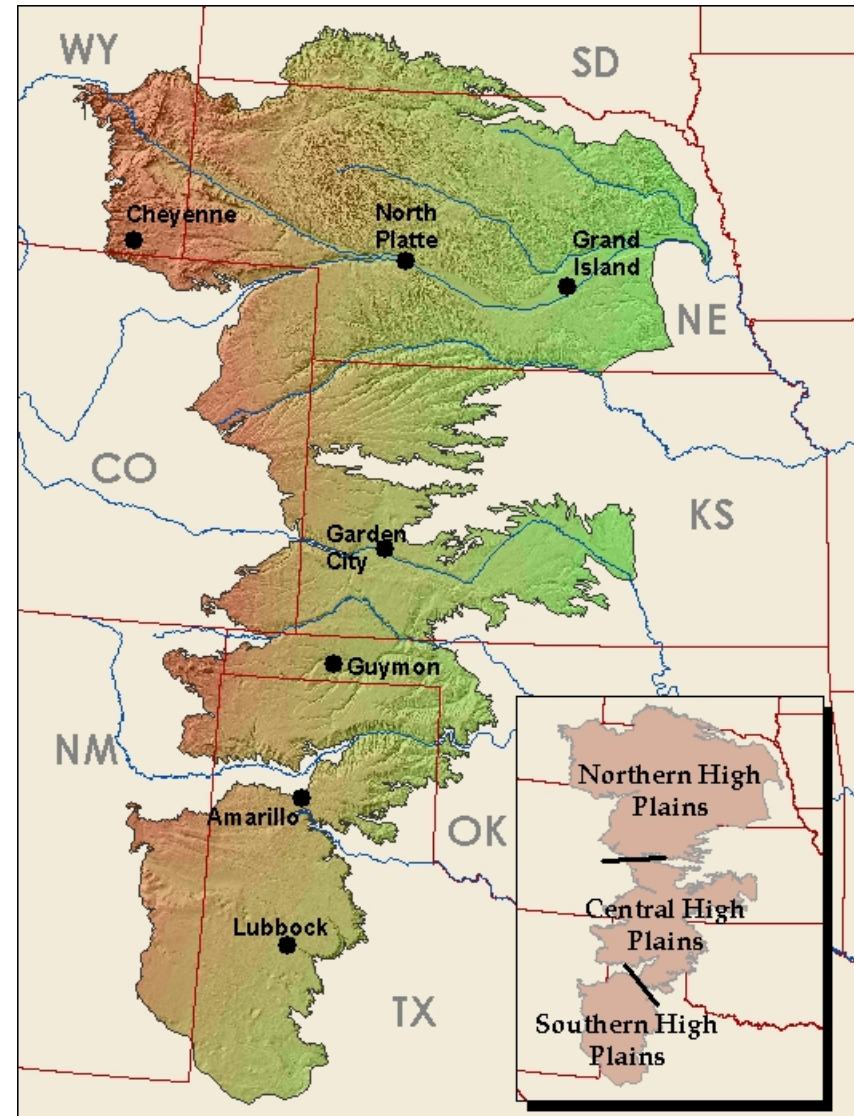 WY
SD
Cheyenne
North
Platte
Grand
Island
NE
CO
KS
Garden
City
Guymon
NM
Amarillo
OK
Lubbock
TX
Northern High
Plains
Central High
Plains
Southern High
Plains